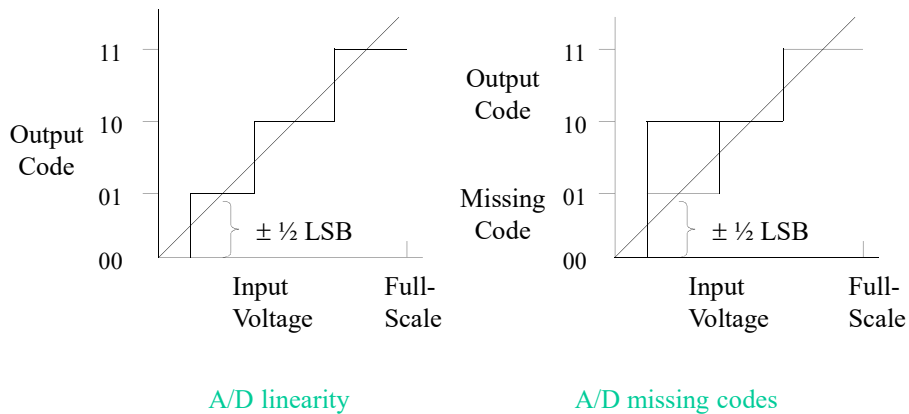 11
10
01
00
Output
Code
± ½ LSB
Input
Voltage
Full-
Scale
A/D linearity
11
10
01
00
Output
Code
Missing
Code
± ½ LSB
Input
Voltage
Full-
Scale
A/D missing codes